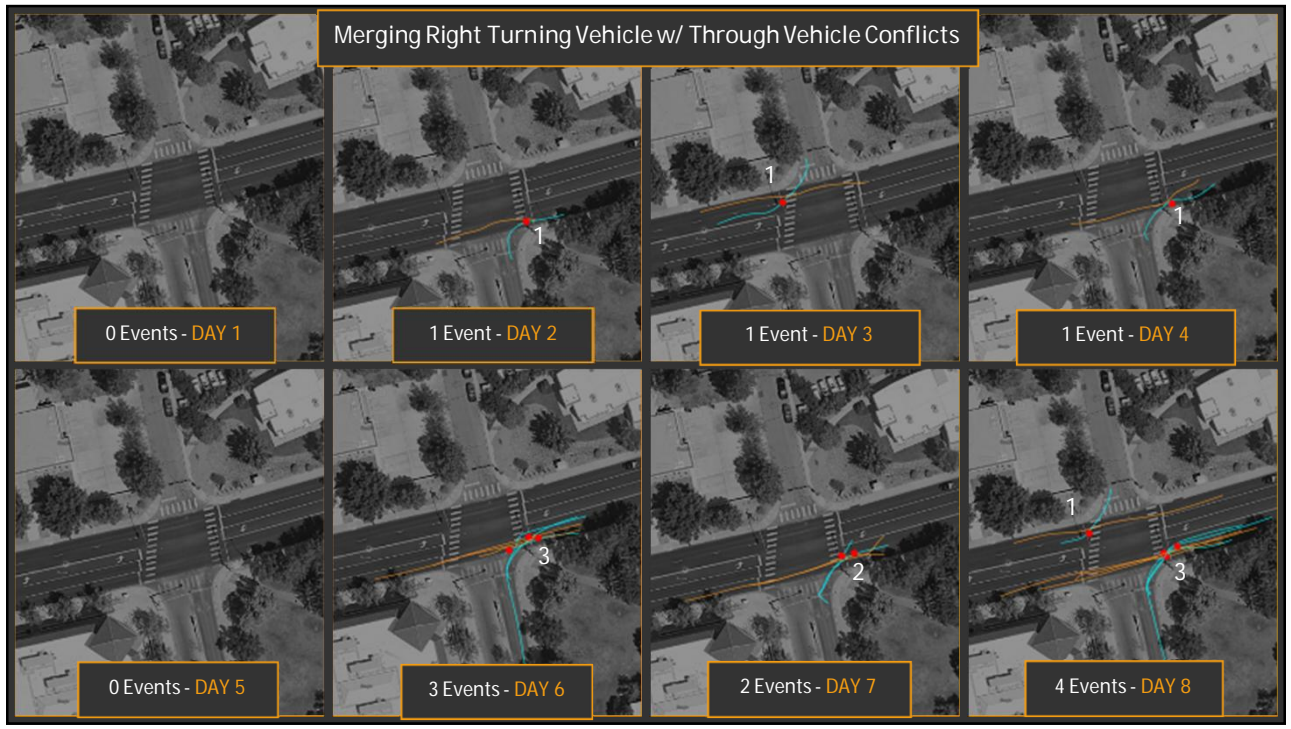 Merging Right Turning Vehicle w/ Through Vehicle Conflicts
1
1
1
0 Events - DAY 1
1 Event - DAY 2
1 Event - DAY 3
1 Event - DAY 4
3
2
1
3
0 Events - DAY 5
3 Events - DAY 6
2 Events - DAY 7
4 Events - DAY 8